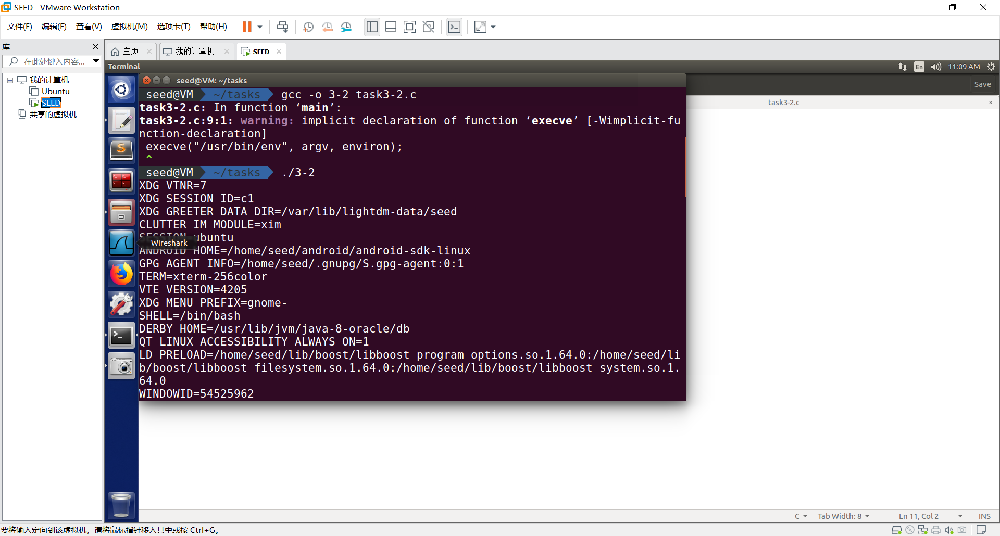 SEED - VMware Workstation
文件(F) 编辑(E) 查看(V) 虚拟机(M) 选项卡(T) 帮助(H)
库
在此处键入内容...
我的计算机
Ubuntu
SEED
共享的虚拟机
主页 我的计算机 SEED
Terminal
En 11:09 AM
seed@VM: ~/tasks
Save
task3-2.c
seed@VM ~/tasks gcc -o 3-2 task3-2.c
task3-2.c: In function ‘main’:
task3-2.c:9:1: warning: implicit declaration of function ‘execve’ [-Wimplicit-fu
nction-declaration]
execve("/usr/bin/env", argv, environ);
^
seed@VM ~/tasks ./3-2
XDG_VTNR=7
XDG_SESSION_ID=c1
XDG_GREETER_DATA_DIR=/var/lib/lightdm-data/seed
CLUTTER_IM_MODULE=xim
SESSION=ubuntu
Wireshark
ANDROID_HOME=/home/seed/android/android-sdk-linux
GPG_AGENT_INFO=/home/seed/.gnupg/S.gpg-agent:0:1
TERM=xterm-256color
VTE_VERSION=4205
XDG_MENU_PREFIX=gnome-
SHELL=/bin/bash
DERBY_HOME=/usr/lib/jvm/java-8-oracle/db
QT_LINUX_ACCESSIBILITY_ALWAYS_ON=1
LD_PRELOAD=/home/seed/lib/boost/libboost_program_options.so.1.64.0:/home/seed/li
b/boost/libboost_filesystem.so.1.64.0:/home/seed/lib/boost/libboost_system.so.1.
64.0
WINDOWID=54525962
C Tab Width: 8 Ln 11, Col 2 INS
要将输入定向到该虚拟机，请将鼠标指针移入其中或按 Ctrl+G。